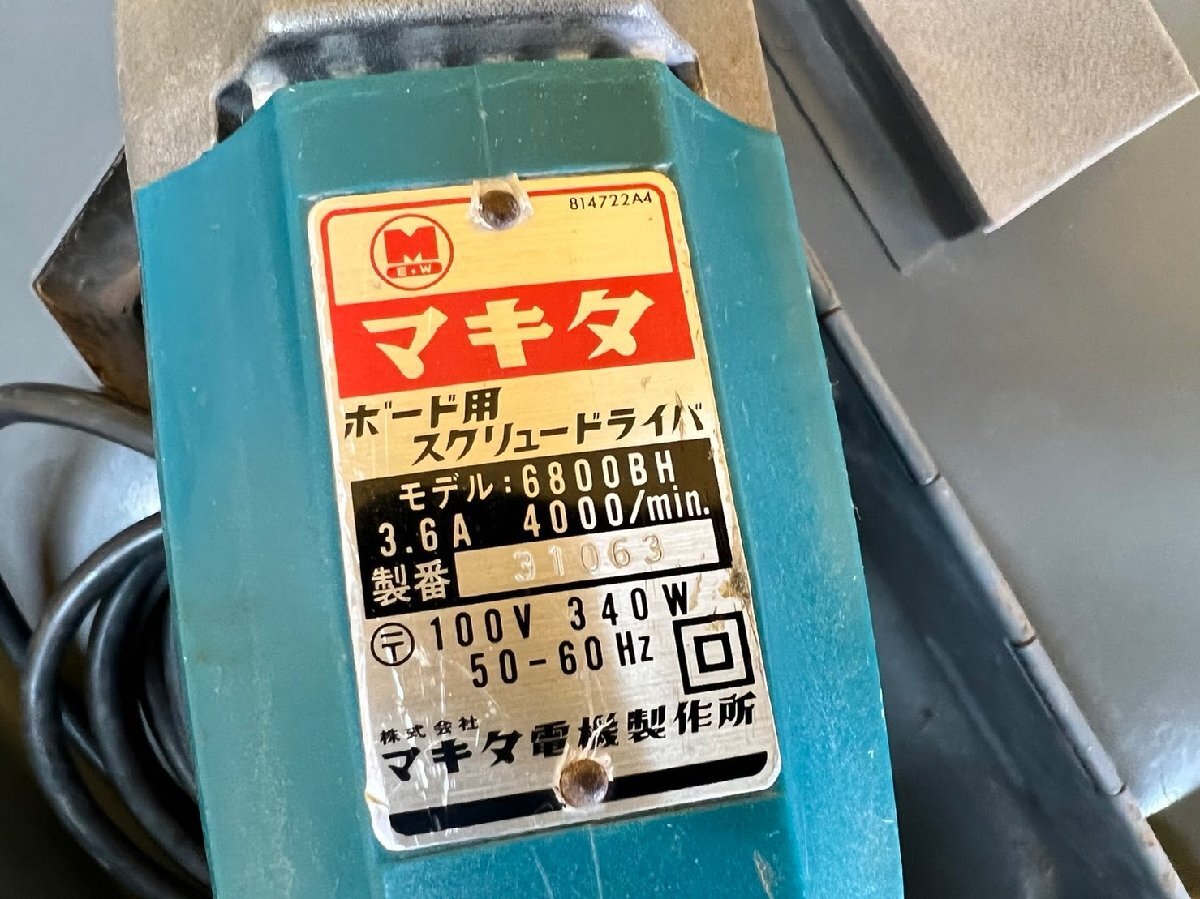 814722A4
M
E.W
マキタ
ボード用
スクリュードライバ
モデル:6800BH
3.6A 4000/min.
製番 31063
〒 100V 340W
50-60Hz
株式会社
マキタ電機製作所